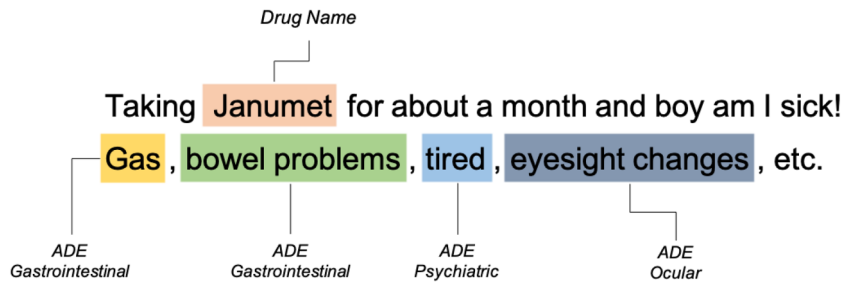 Drug Name
Taking Janumet for about a month and boy am I sick!
Gas , bowel problems , tired , eyesight changes , etc.
ADE ADE ADE ADE
Gastrointestinal Gastrointestinal Psychiatric Ocular